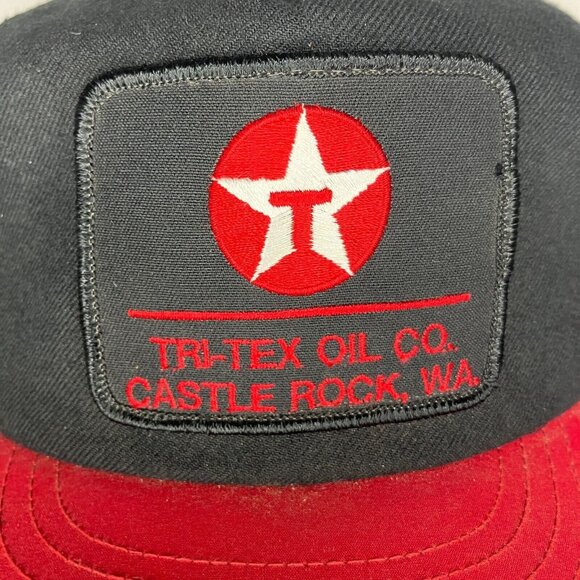 T
TRI-TEX OIL CO.
CASTLE ROCK, WA.